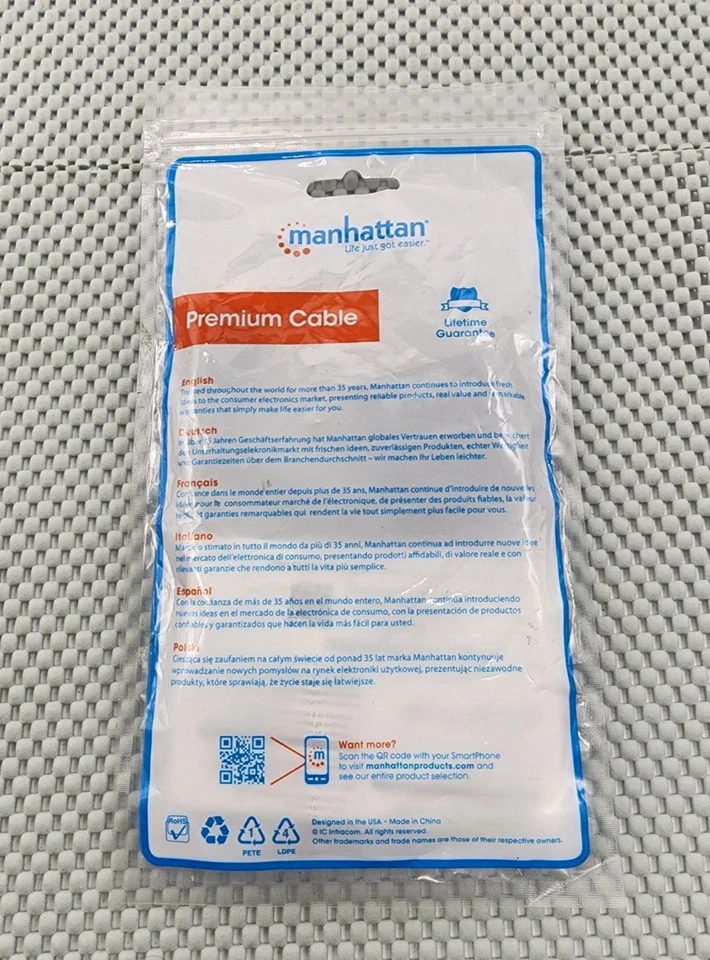 manhattan®
Life just got easier.™
Premium Cable
Lifetime
Guarantee
English
Trusted throughout the world for more than 35 years, Manhattan continues to introduce fresh
ideas to the consumer electronics market, presenting reliable products, real value and remarkable
warranties that simply make life easier for you.
Deutsch
In über 35 Jahren Geschäftserfahrung hat Manhattan globales Vertrauen erworben und bereichert
den Unterhaltungselekronikmarkt mit frischen Ideen, zuverlässigen Produkten, echter Wertigkeit
und Garantiezeiten über dem Branchendurchschnitt – wir machen Ihr Leben leichter.
Français
Confiance dans le monde entier depuis plus de 35 ans, Manhattan continue d'introduire de nouvelles
idées pour le consommateur marché de l'électronique, de présenter des produits fiables, la valeur
réelle et garanties remarquables qui rendent la vie tout simplement plus facile pour vous.
Italiano
Marchio stimato in tutto il mondo da più di 35 anni, Manhattan continua ad introdurre nuove idee
nel mercato dell'elettronica di consumo, presentando prodotti affidabili, di valore reale e con
rilevanti garanzie che rendono a tutti la vita più semplice.
Español
Con la confianza de más de 35 años en el mundo entero, Manhattan continúa introduciendo
nuevas ideas en el mercado de la electrónica de consumo, con la presentación de productos
confiables y garantizados que hacen la vida más fácil para usted.
Polski
Ciesząca się zaufaniem na całym świecie od ponad 35 lat marka Manhattan kontynuuje
wprowadzanie nowych pomysłów na rynek elektroniki użytkowej, prezentując niezawodne
produkty, które sprawiają, że życie staje się łatwiejsze.
m
Want more?
Scan the QR code with your SmartPhone
to visit manhattanproducts.com and
see our entire product selection.
RoHS
1
PETE
4
LDPE
Designed in the USA - Made in China
© IC Intracom. All rights reserved.
Other trademarks and trade names are those of their respective owners.